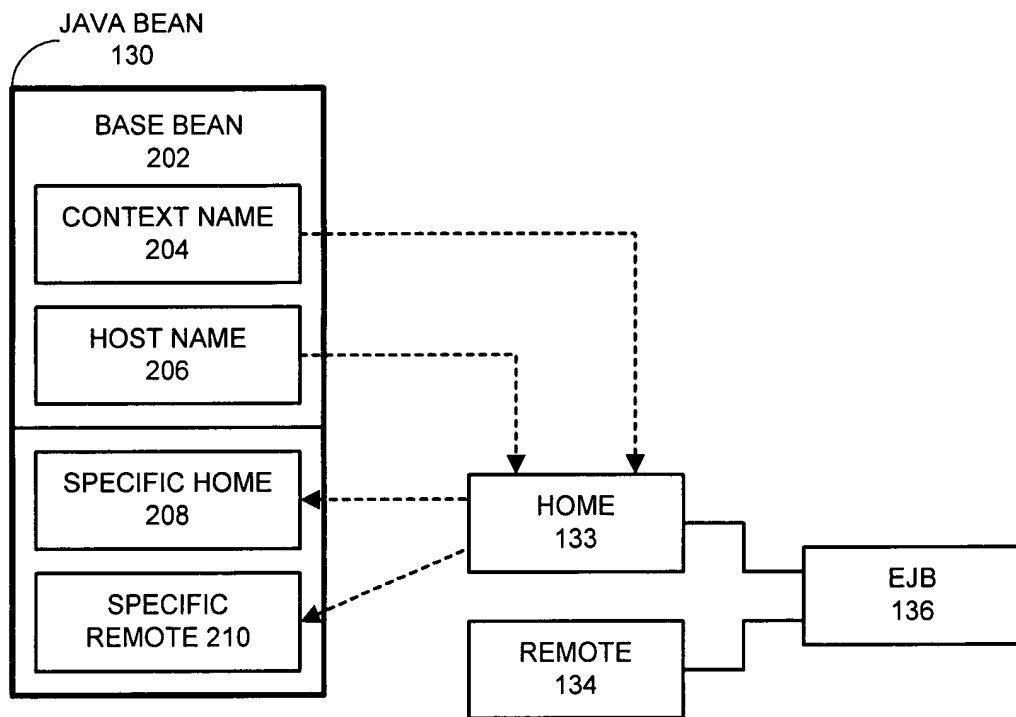 JAVA BEAN
130
BASE BEAN
202
CONTEXT NAME
204
HOST NAME
206
SPECIFIC HOME
208
SPECIFIC
REMOTE 210
HOME
133
REMOTE
134
EJB
136